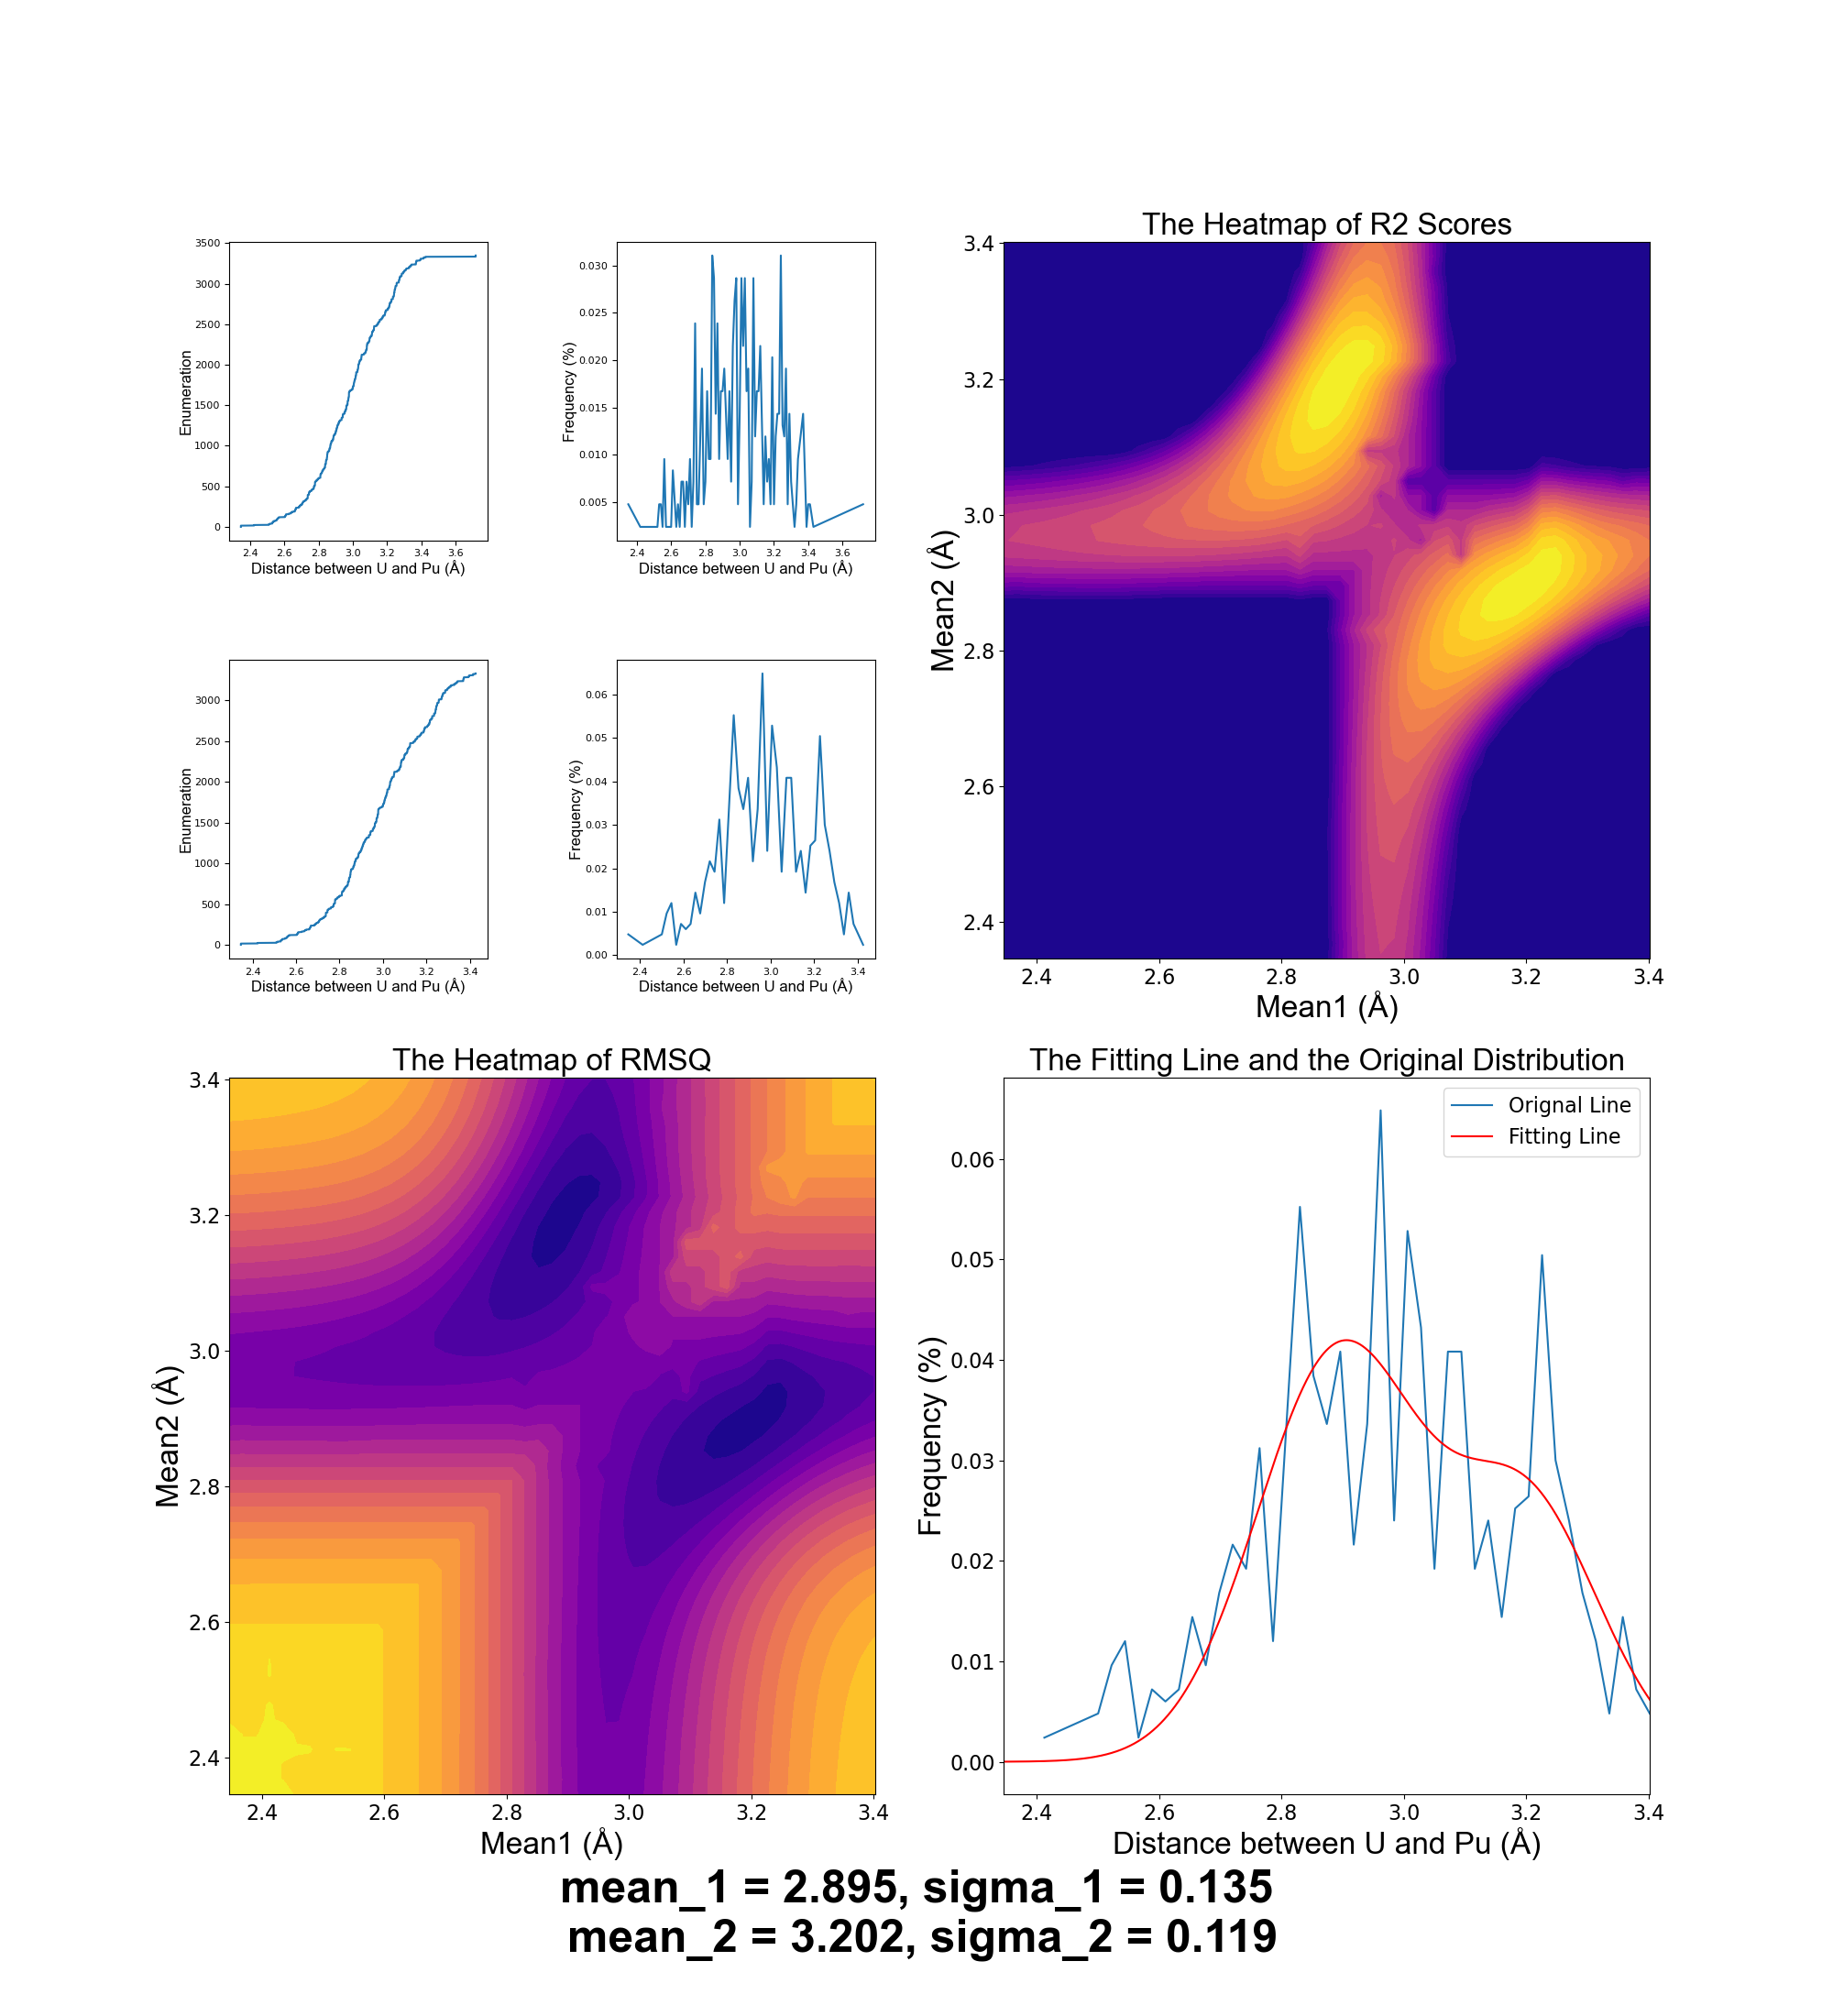 3500
3000
2500
2000
1500
1000
500
0
Enumeration
2.4 2.6 2.8 3.0 3.2 3.4 3.6
Distance between U and Pu (Å)
0.030
0.025
0.020
0.015
0.010
0.005
Frequency (%)
2.4 2.6 2.8 3.0 3.2 3.4 3.6
Distance between U and Pu (Å)
The Heatmap of R2 Scores
3.4
3.2
3.0
2.8
2.6
2.4
Mean2 (Å)
2.4 2.6 2.8 3.0 3.2 3.4
Mean1 (Å)
3000
2500
2000
1500
1000
500
0
Enumeration
2.4 2.6 2.8 3.0 3.2 3.4
Distance between U and Pu (Å)
0.06
0.05
0.04
0.03
0.02
0.01
0.00
Frequency (%)
2.4 2.6 2.8 3.0 3.2 3.4
Distance between U and Pu (Å)
The Heatmap of RMSQ
3.4
3.2
3.0
2.8
2.6
2.4
Mean2 (Å)
2.4 2.6 2.8 3.0 3.2 3.4
Mean1 (Å)
The Fitting Line and the Original Distribution
Orignal Line
Fitting Line
0.06
0.05
0.04
0.03
0.02
0.01
0.00
Frequency (%)
2.4 2.6 2.8 3.0 3.2 3.4
Distance between U and Pu (Å)
mean_1 = 2.895, sigma_1 = 0.135
mean_2 = 3.202, sigma_2 = 0.119